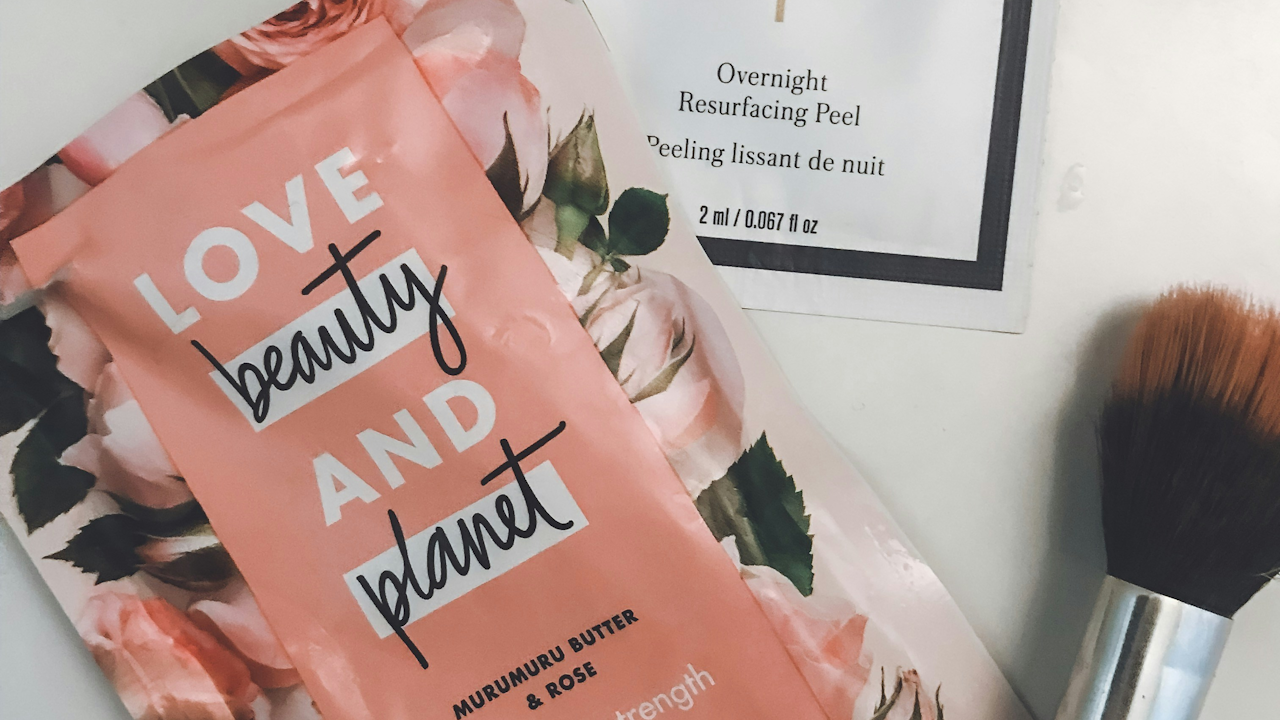 LOVE
beauty
AND
planet
MURUMURU BUTTER
& ROSE
Overnight
Resurfacing Peel
Peeling lissant de nuit
2 ml / 0.067 fl oz